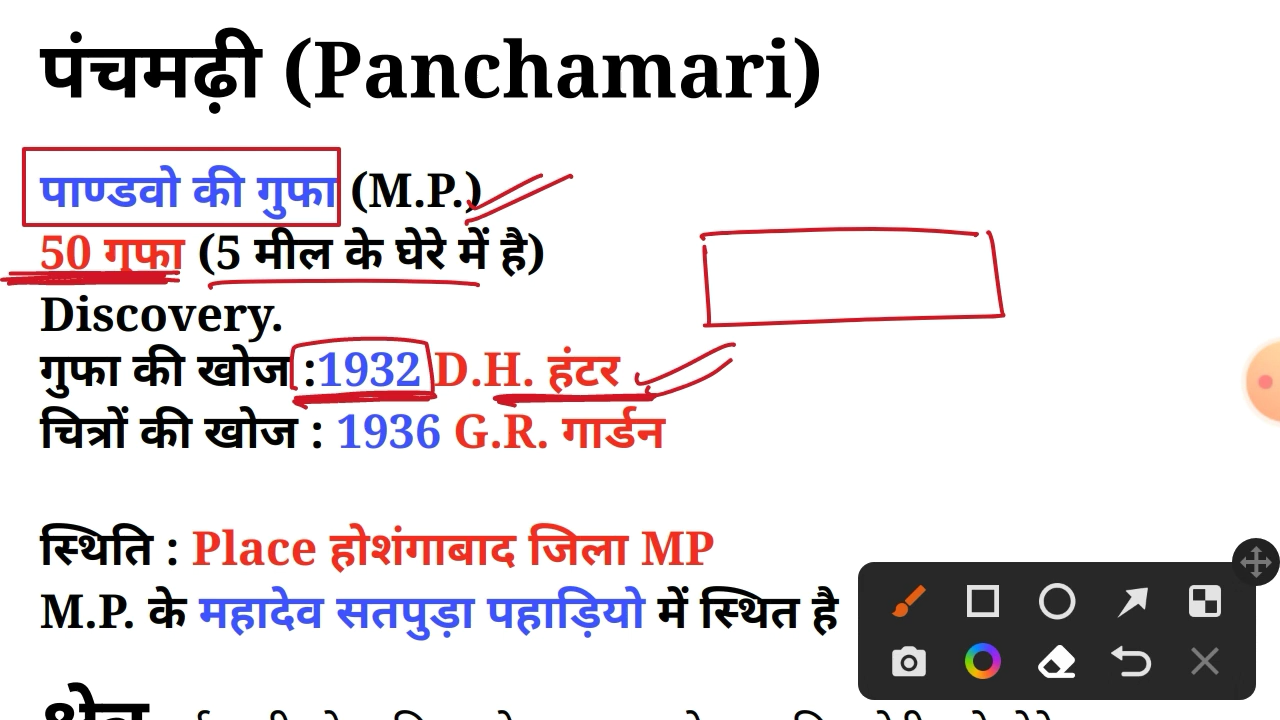 पंचमढ़ी (Panchamari)
पाण्डवो की गुफा (M.P.)
50 गुफा (5 मील के घेरे में है)
Discovery.
गुफा की खोज :1932 D.H. हंटर
चित्रों की खोज : 1936 G.R. गार्डन
स्थिति : Place होशंगाबाद जिला MP
M.P. के महादेव सतपुड़ा पहाड़ियो में स्थित है
क्षेत्र